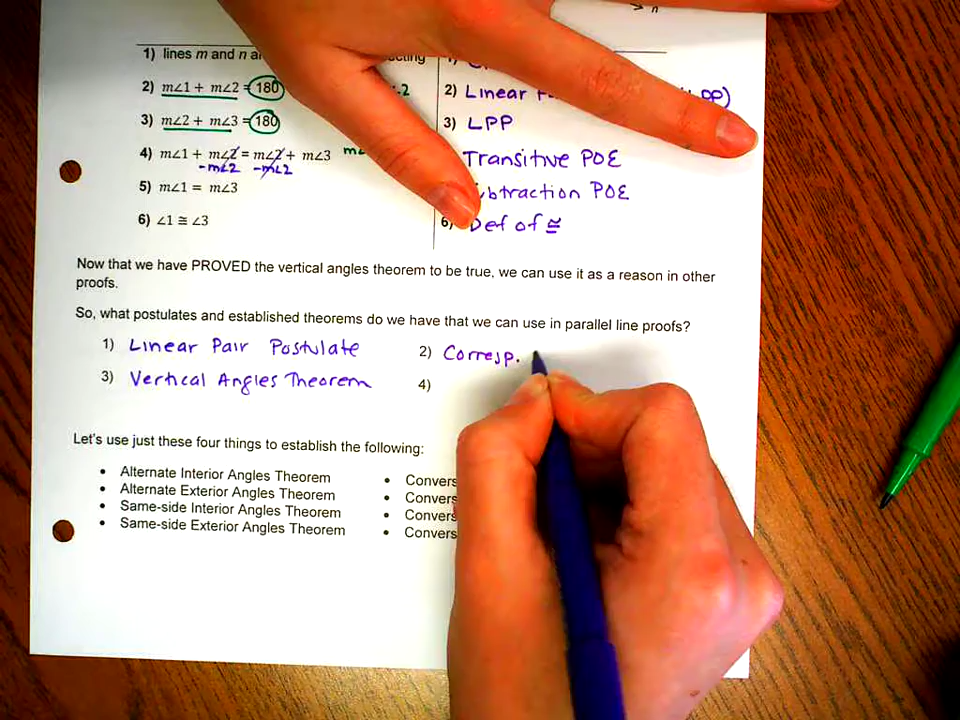 n
1) lines m and n
2) m∠1 + m∠2 = 180
2) Linear
3) m∠2 + m∠3 = 180
3) LPP
4) m∠1 + m∠2 = m∠2 + m∠3
Transitive POE
-m∠2 -m∠2
5) m∠1 = m∠3
POE
6) ∠1 ≅ ∠3
6) Def of ≅
Now that we have PROVED the vertical angles theorem to be true, we can use it as a reason in other
proofs.
So, what postulates and established theorems do we have that we can use in parallel line proofs?
1) Linear Pair Postulate
2) Corresp.
3) Vertical Angles Theorem
4)
Let's use just these four things to establish the following:
• Alternate Interior Angles Theorem
• Alternate Exterior Angles Theorem
• Same-side Interior Angles Theorem
• Same-side Exterior Angles Theorem
• Convers
• Convers
• Convers
• Convers